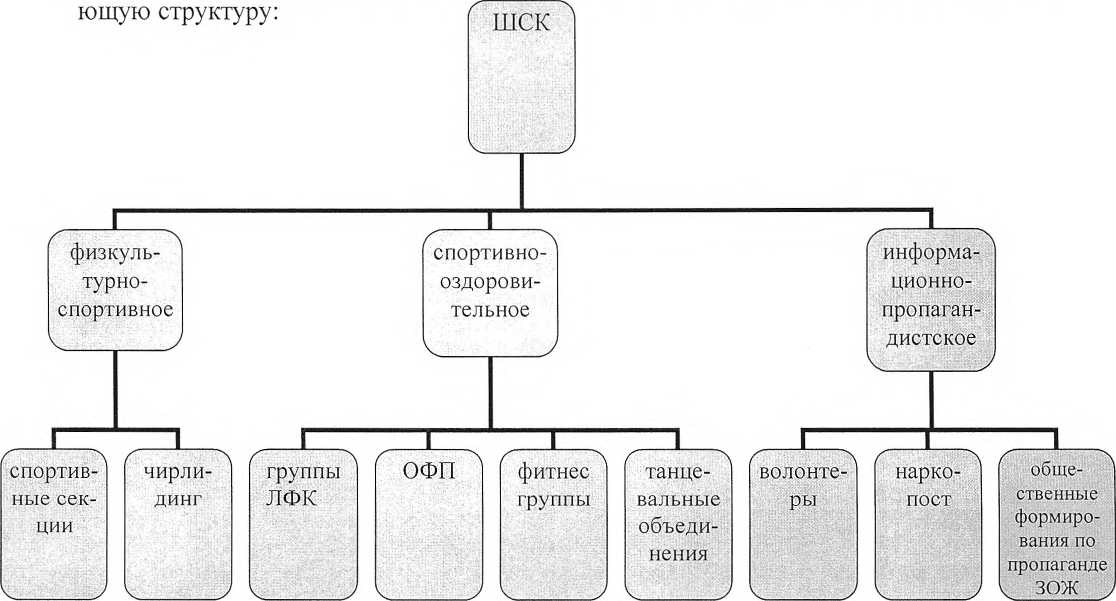 ющую структуру:
ШСК
физкуль-
турно-
спортивное
спортивно-
оздорови-
тельное
информа-
ционно-
пропаган-
дистское
спортив-
ные сек-
ции
чирли-
динг
группы
ЛФК
ОФП
фитнес
группы
танце-
вальные
объеди-
нения
волонте-
ры
нарко-
пост
обще-
ственные
формиро-
вания по
пропаганде
ЗОЖ